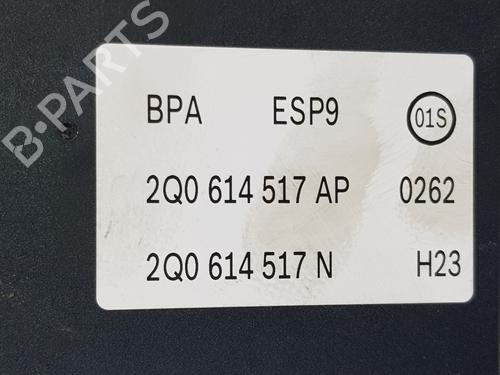 BPA ESP9 01S
2Q0 614 517 AP 0262
2Q0 614 517 N H23
B-PARTS